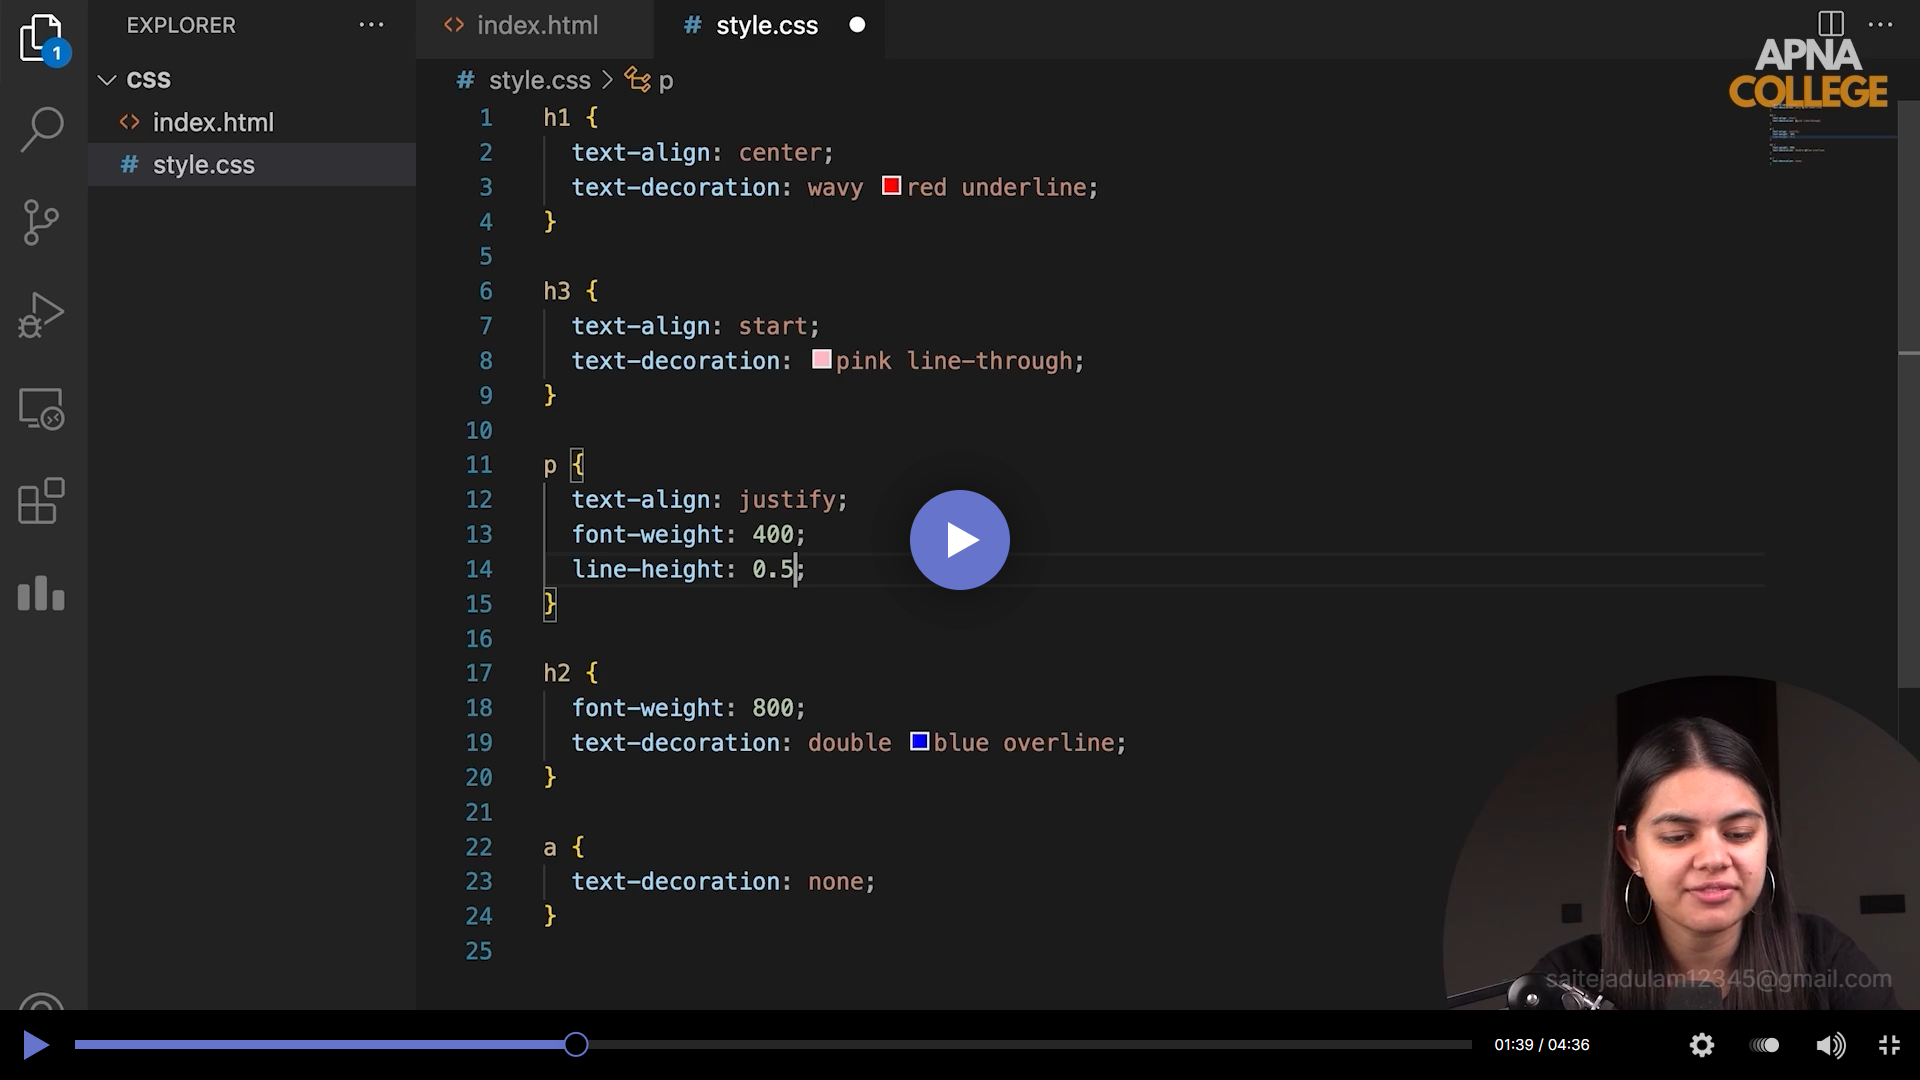 EXPLORER
index.html
style.css
APNA
COLLEGE
1
CSS
index.html
style.css
style.css > p
1 h1 {
2 text-align: center;
3 text-decoration: wavy red underline;
4 }
5
6 h3 {
7 text-align: start;
8 text-decoration: pink line-through;
9 }
10
11 p {
12 text-align: justify;
13 font-weight: 400;
14 line-height: 0.5;
15 }
16
17 h2 {
18 font-weight: 800;
19 text-decoration: double blue overline;
20 }
21
22 a {
23 text-decoration: none;
24 }
25
saitejadulam12345@gmail.com
01:39 / 04:36